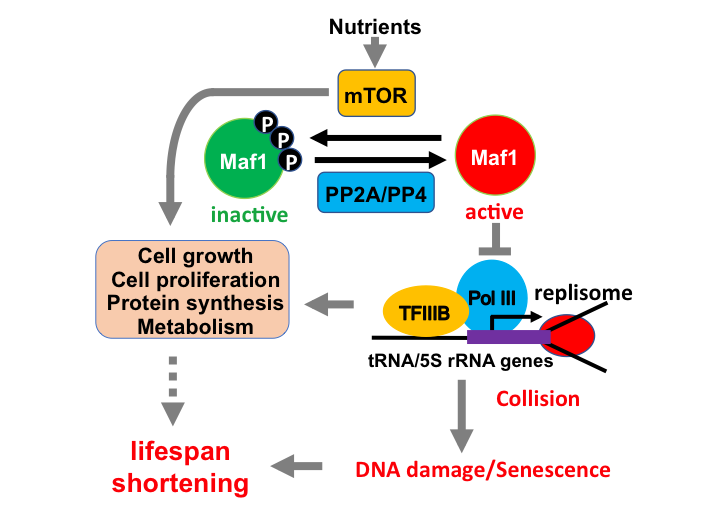 Nutrients
mTOR
P
P
P
Maf1
Maf1
PP2A/PP4
inactive
active
Cell growth
Cell proliferation
Protein synthesis
Metabolism
Pol III
replisome
TFIIIB
tRNA/5S rRNA genes
Collision
lifespan
shortening
DNA damage/Senescence